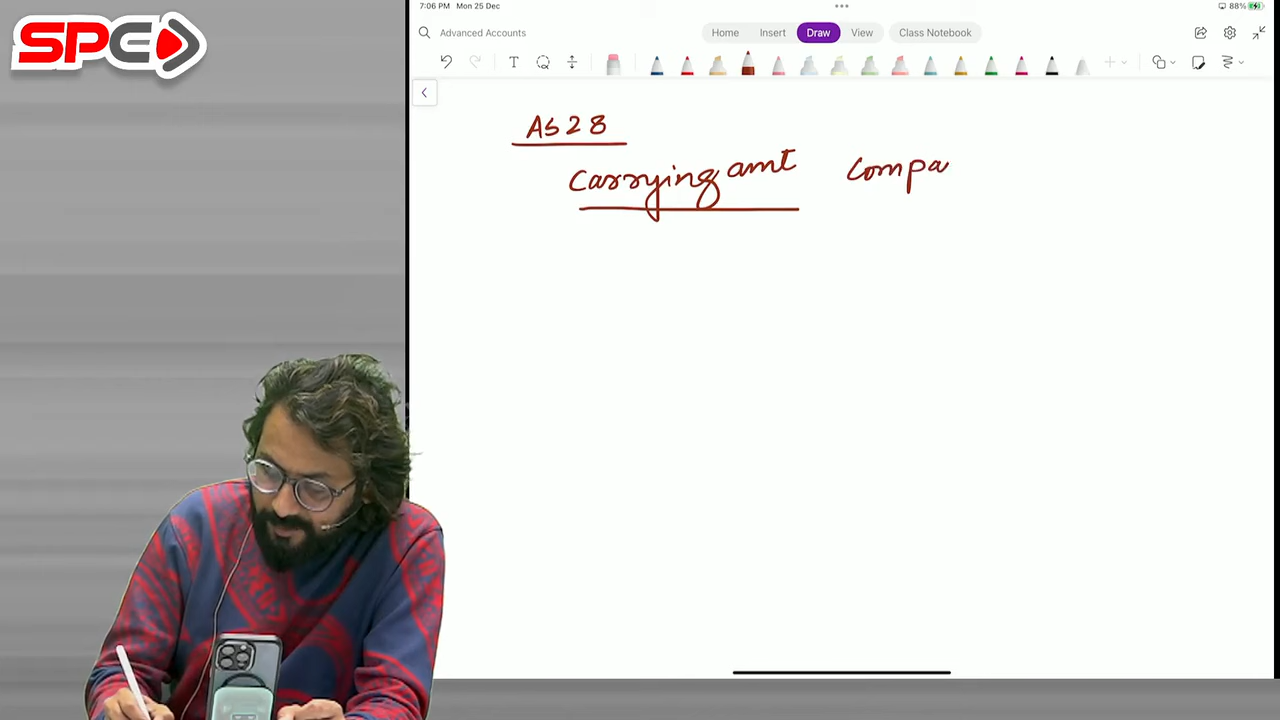 SPED
7:06 PM Mon 25 Dec
88%
Advanced Accounts
Home Insert Draw View Class Notebook
AS 28
Carrying amt compa